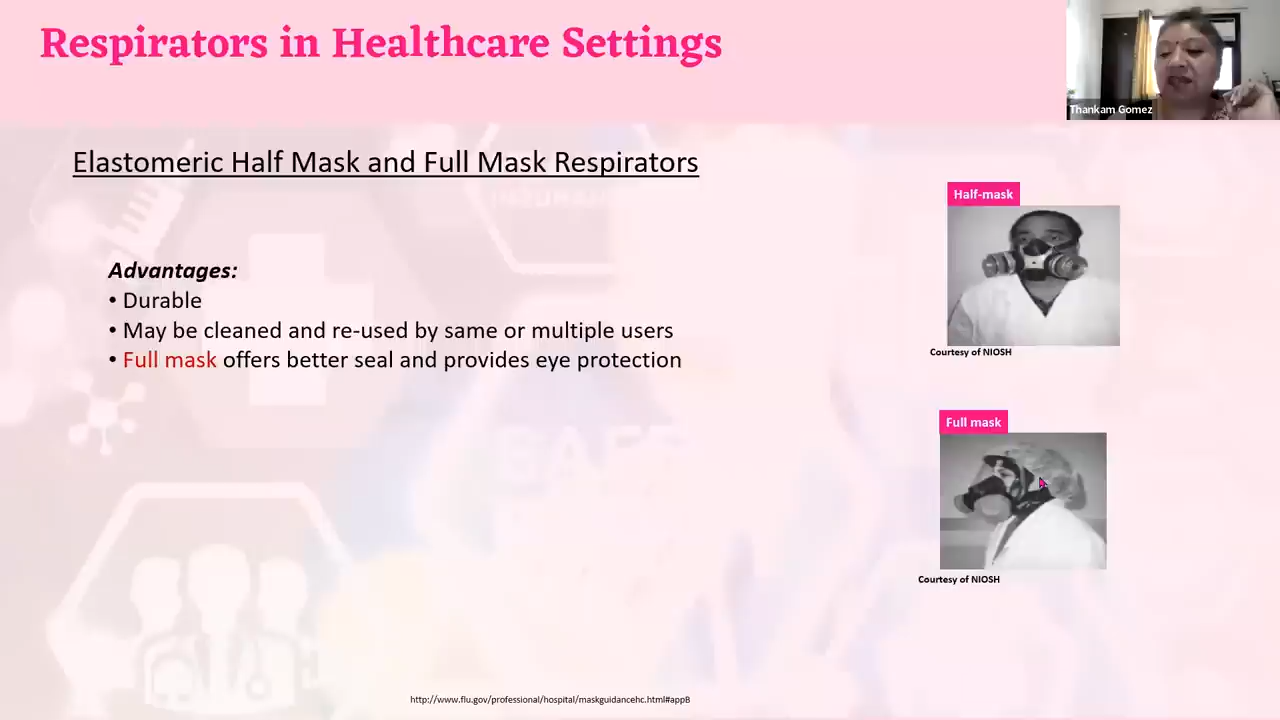 Respirators in Healthcare Settings
Thankam Gomez
Elastomeric Half Mask and Full Mask Respirators
Half-mask
Advantages:
• Durable
• May be cleaned and re-used by same or multiple users
• Full mask offers better seal and provides eye protection
Courtesy of NIOSH
Full mask
Courtesy of NIOSH
http://www.flu.gov/professional/hospital/maskguidancehc.html#appB